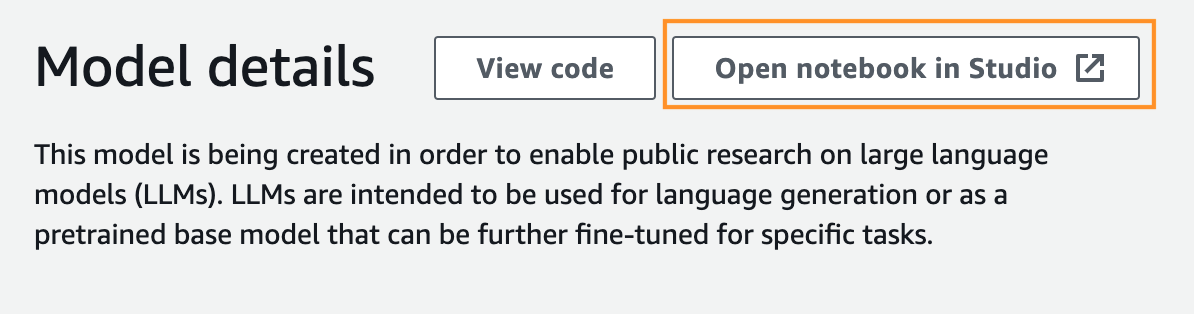 Model details
View code
Open notebook in Studio
This model is being created in order to enable public research on large language
models (LLMs). LLMs are intended to be used for language generation or as a
pretrained base model that can be further fine-tuned for specific tasks.